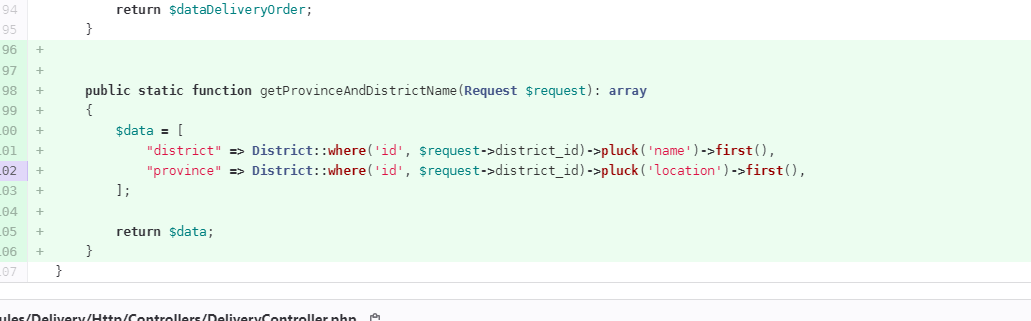 94 return $dataDeliveryOrder;
95 }
96 +
97 +
98 + public static function getProvinceAndDistrictName(Request $request): array
99 + {
00 + $data = [
01 + "district" => District::where('id', $request->district_id)->pluck('name')->first(),
02 + "province" => District::where('id', $request->district_id)->pluck('location')->first(),
03 + ];
04 +
05 + return $data;
06 + }
07 }
ules/Delivery/Http/Controllers/DeliveryController.php